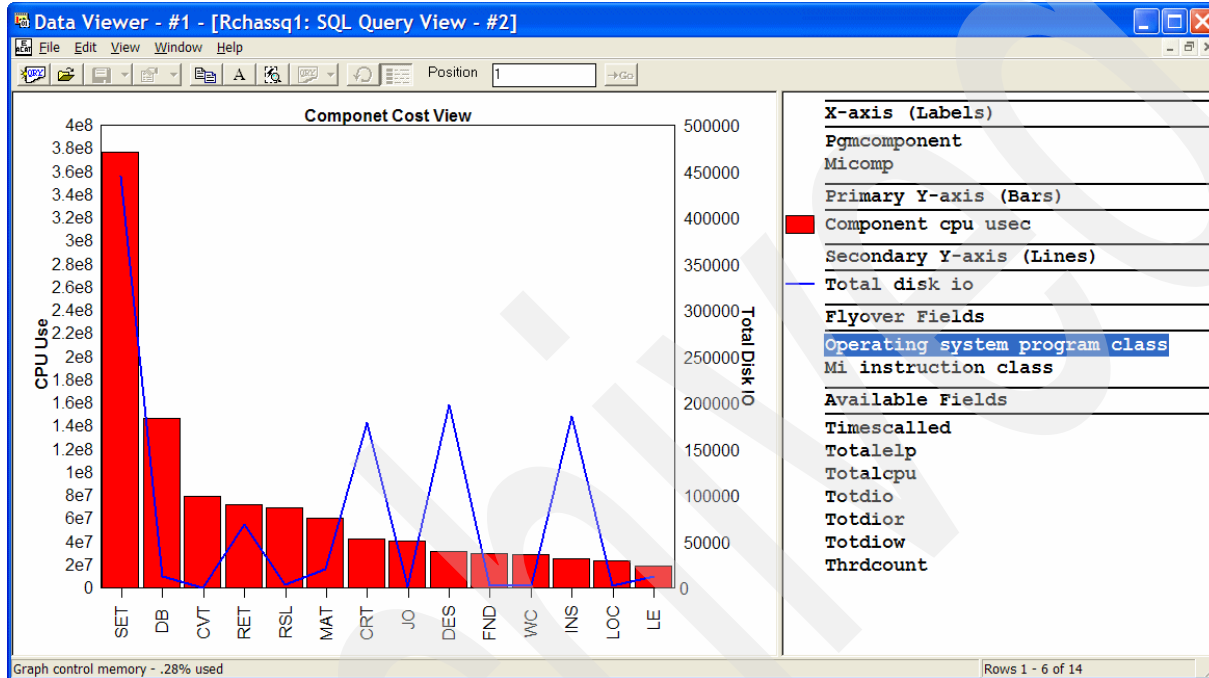 Data Viewer - #1 - [Rchassq1: SQL Query View - #2]
File Edit View Window Help
Position 1 Go
Componet Cost View
4e8
3.8e8
3.6e8
3.4e8
3.2e8
3e8
2.8e8
2.6e8
2.4e8
2.2e8
2e8
1.8e8
1.6e8
1.4e8
1.2e8
1e8
8e7
6e7
4e7
2e7
0
CPU Use
500000
450000
400000
350000
300000
250000
200000
150000
100000
50000
0
Total Disk IO
SET DB CVT RET RSL MAT CRT JO DES FND WC INS LOC LE
X-axis (Labels)
Pgmcomponent
Micomp
Primary Y-axis (Bars)
Component cpu usec
Secondary Y-axis (Lines)
Total disk io
Flyover Fields
Operating system program class
Mi instruction class
Available Fields
Timescalled
Totalelp
Totalcpu
Totdio
Totdior
Totdiow
Thrdcount
Graph control memory - .28% used
Rows 1 - 6 of 14